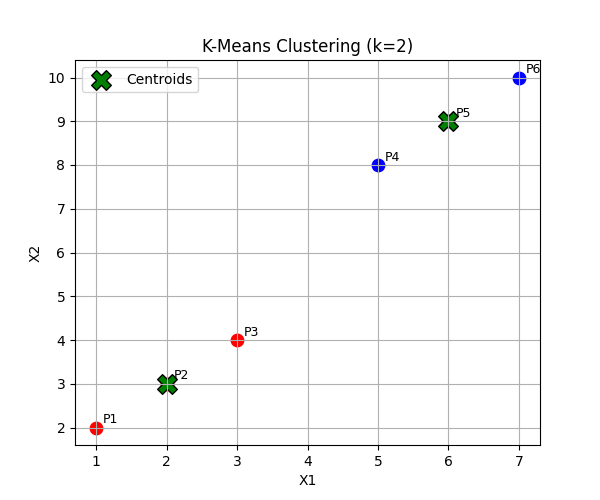 K-Means Clustering (k=2)
Centroids
P6
10
P5
9
P4
8
7
X2
6
5
P3
4
P2
3
P1
2
1 2 3 4 5 6 7
X1